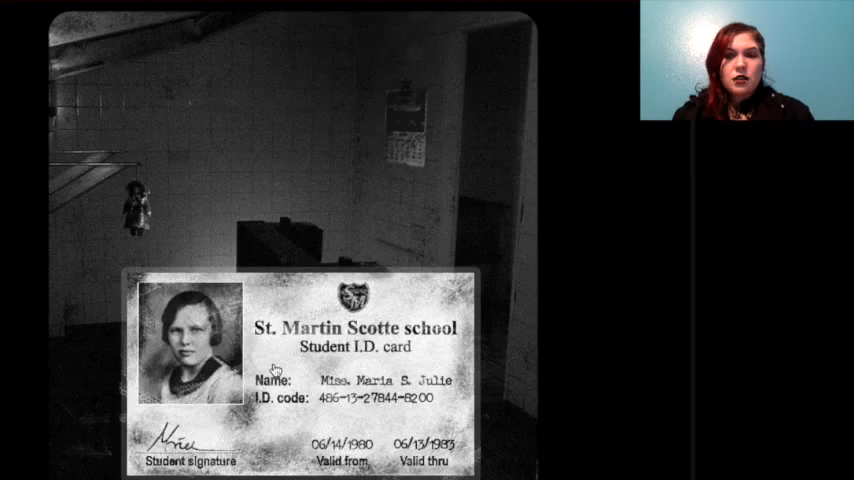 St. Martin Scotte school
Student I.D. card
Name: Miss. Maria S. Julie
I.D. code: 486-13-27844-8200
06/14/1980 06/13/1983
Student signature Valid from Valid thru